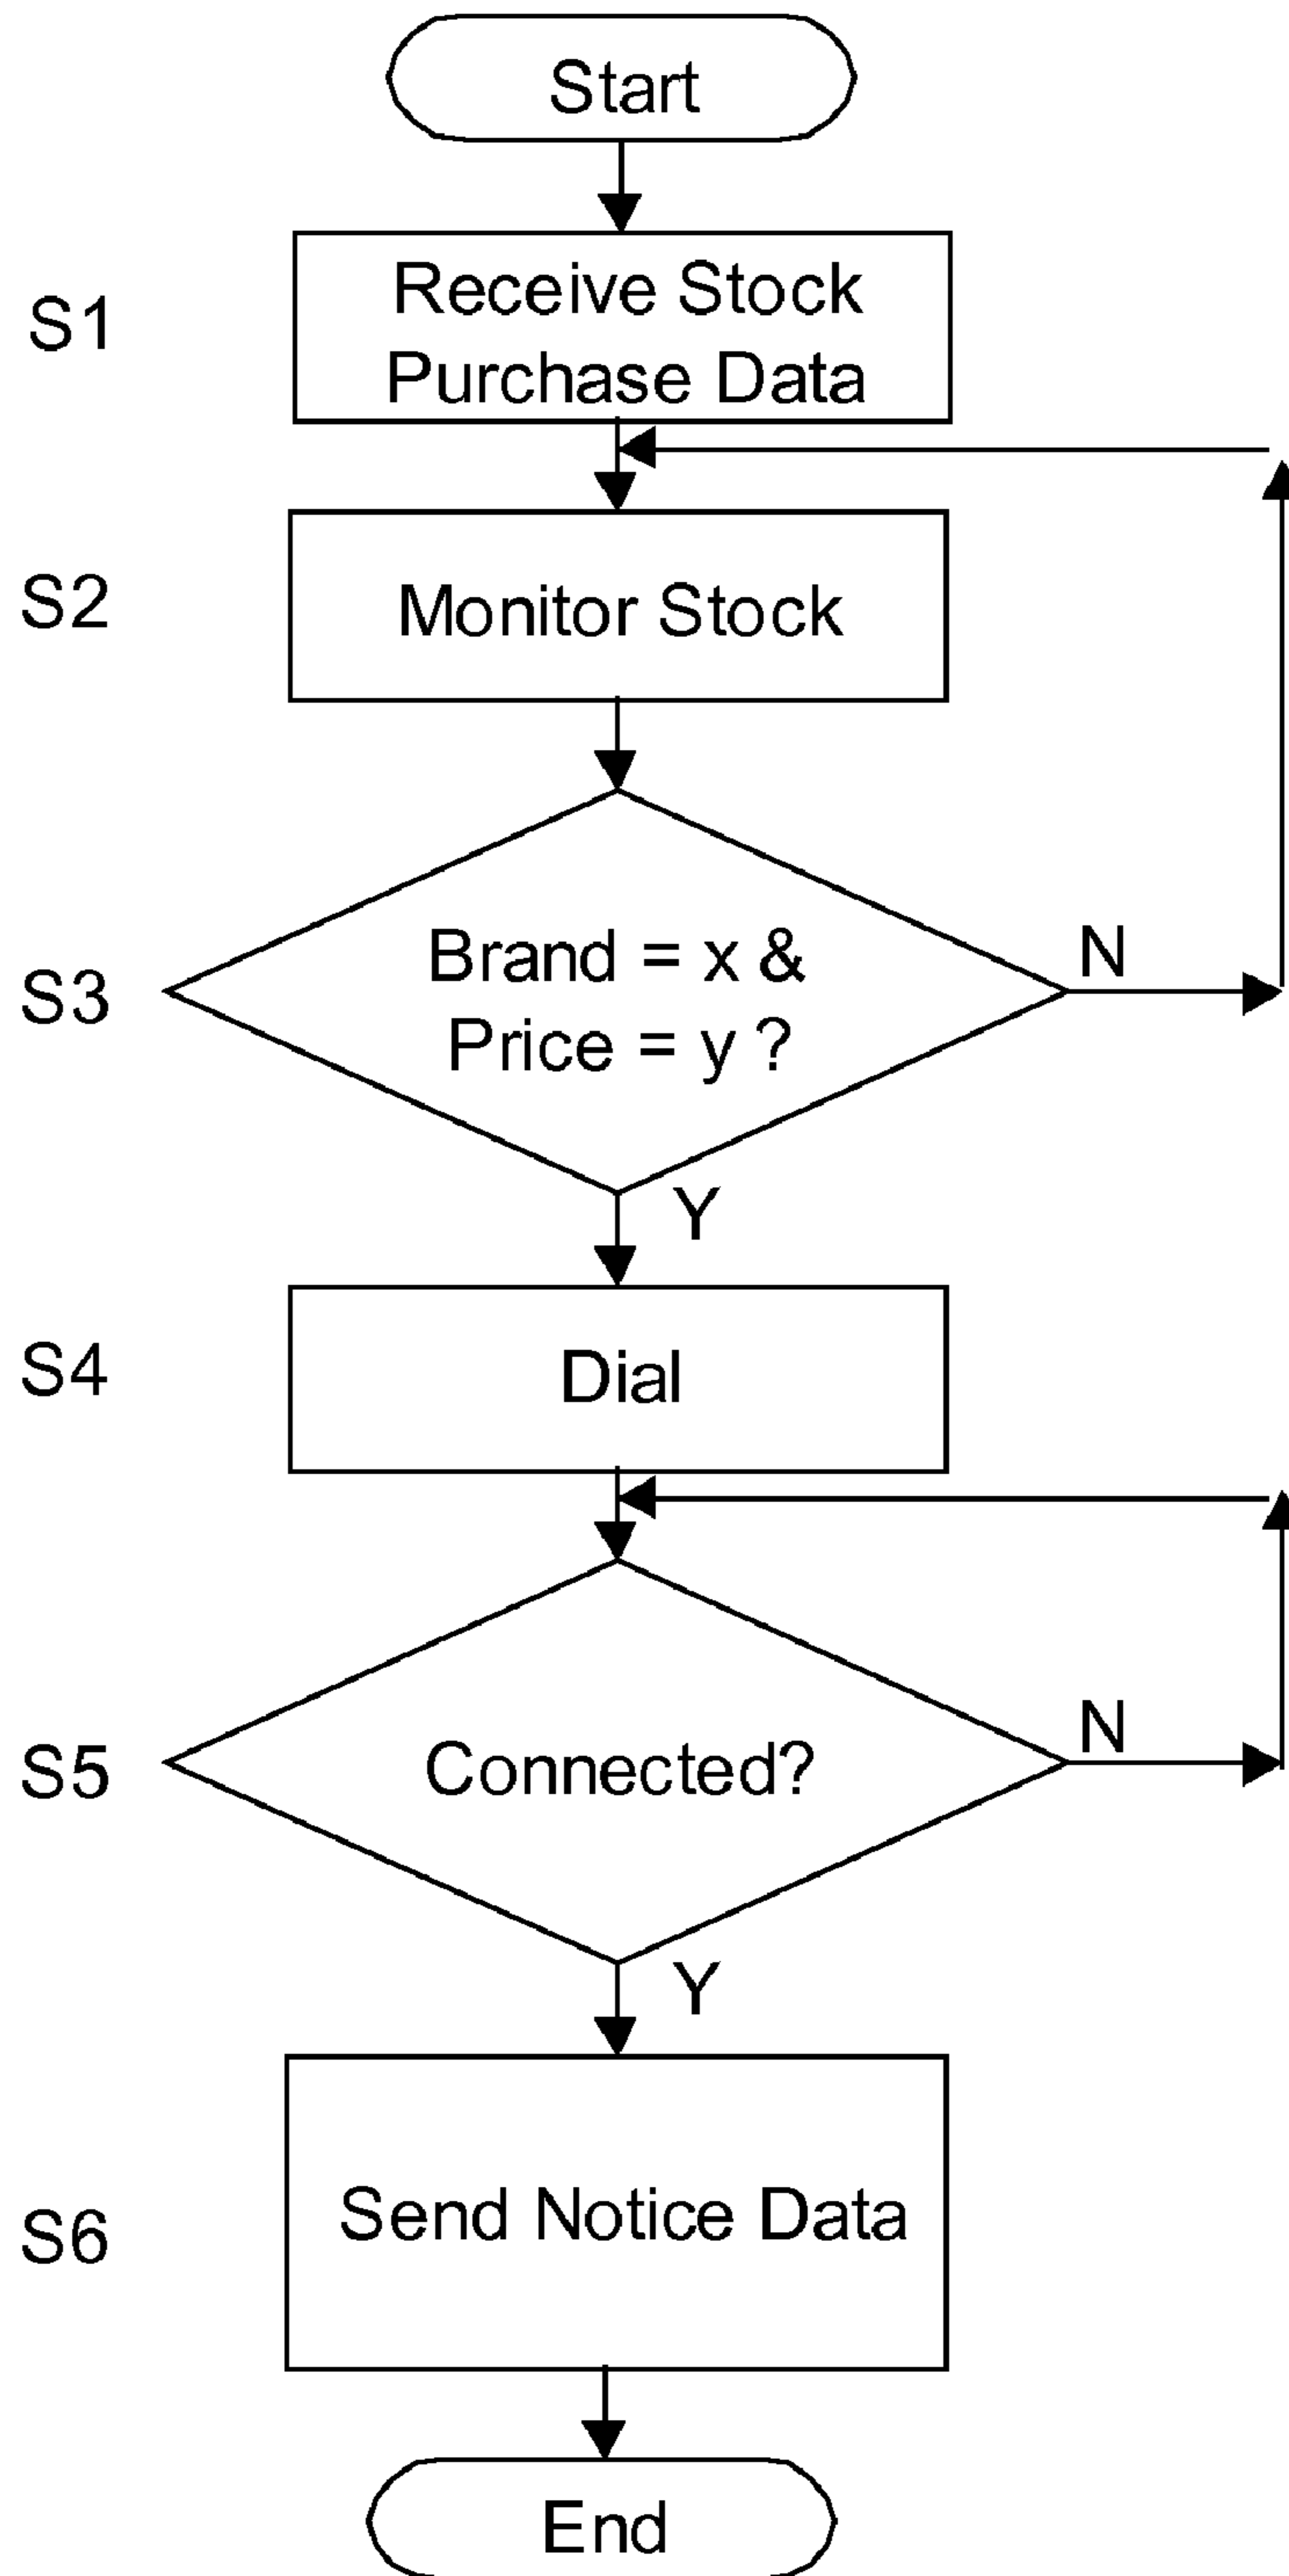 Start
S1
Receive Stock
Purchase Data
S2
Monitor Stock
S3
Brand = x &
Price = y ?
N
Y
S4
Dial
S5
Connected?
N
Y
S6
Send Notice Data
End